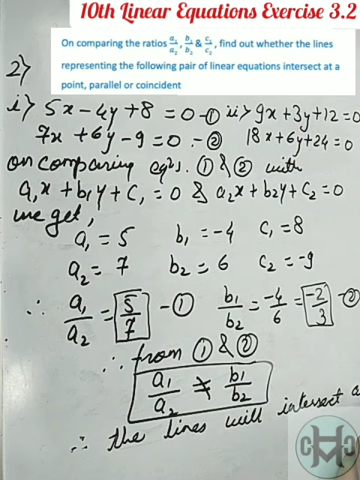 10th Linear Equations Exercise 3.2
On comparing the ratios a₁/a₂, b₁/b₂ & c₁/c₂, find out whether the lines
representing the following pair of linear equations intersect at a
point, parallel or coincident
2)
i) 5x-4y+8=0-① ii) 9x+3y+12=0
7x+6y-9=0-② 18x+6y+24=0
on comparing eqⁿs. ① & ② with
a₁x+b₁y+c₁=0 & a₂x+b₂y+c₂=0
we get,
a₁=5 b₁=-4 c₁=8
a₂=7 b₂=6 c₂=-9
∴ a₁/a₂ = 5/7 -① b₁/b₂ = -4/6 = -2/3 -②
∴ from ① & ②
a₁/a₂ ≠ b₁/b₂
∴ the lines will intersect a